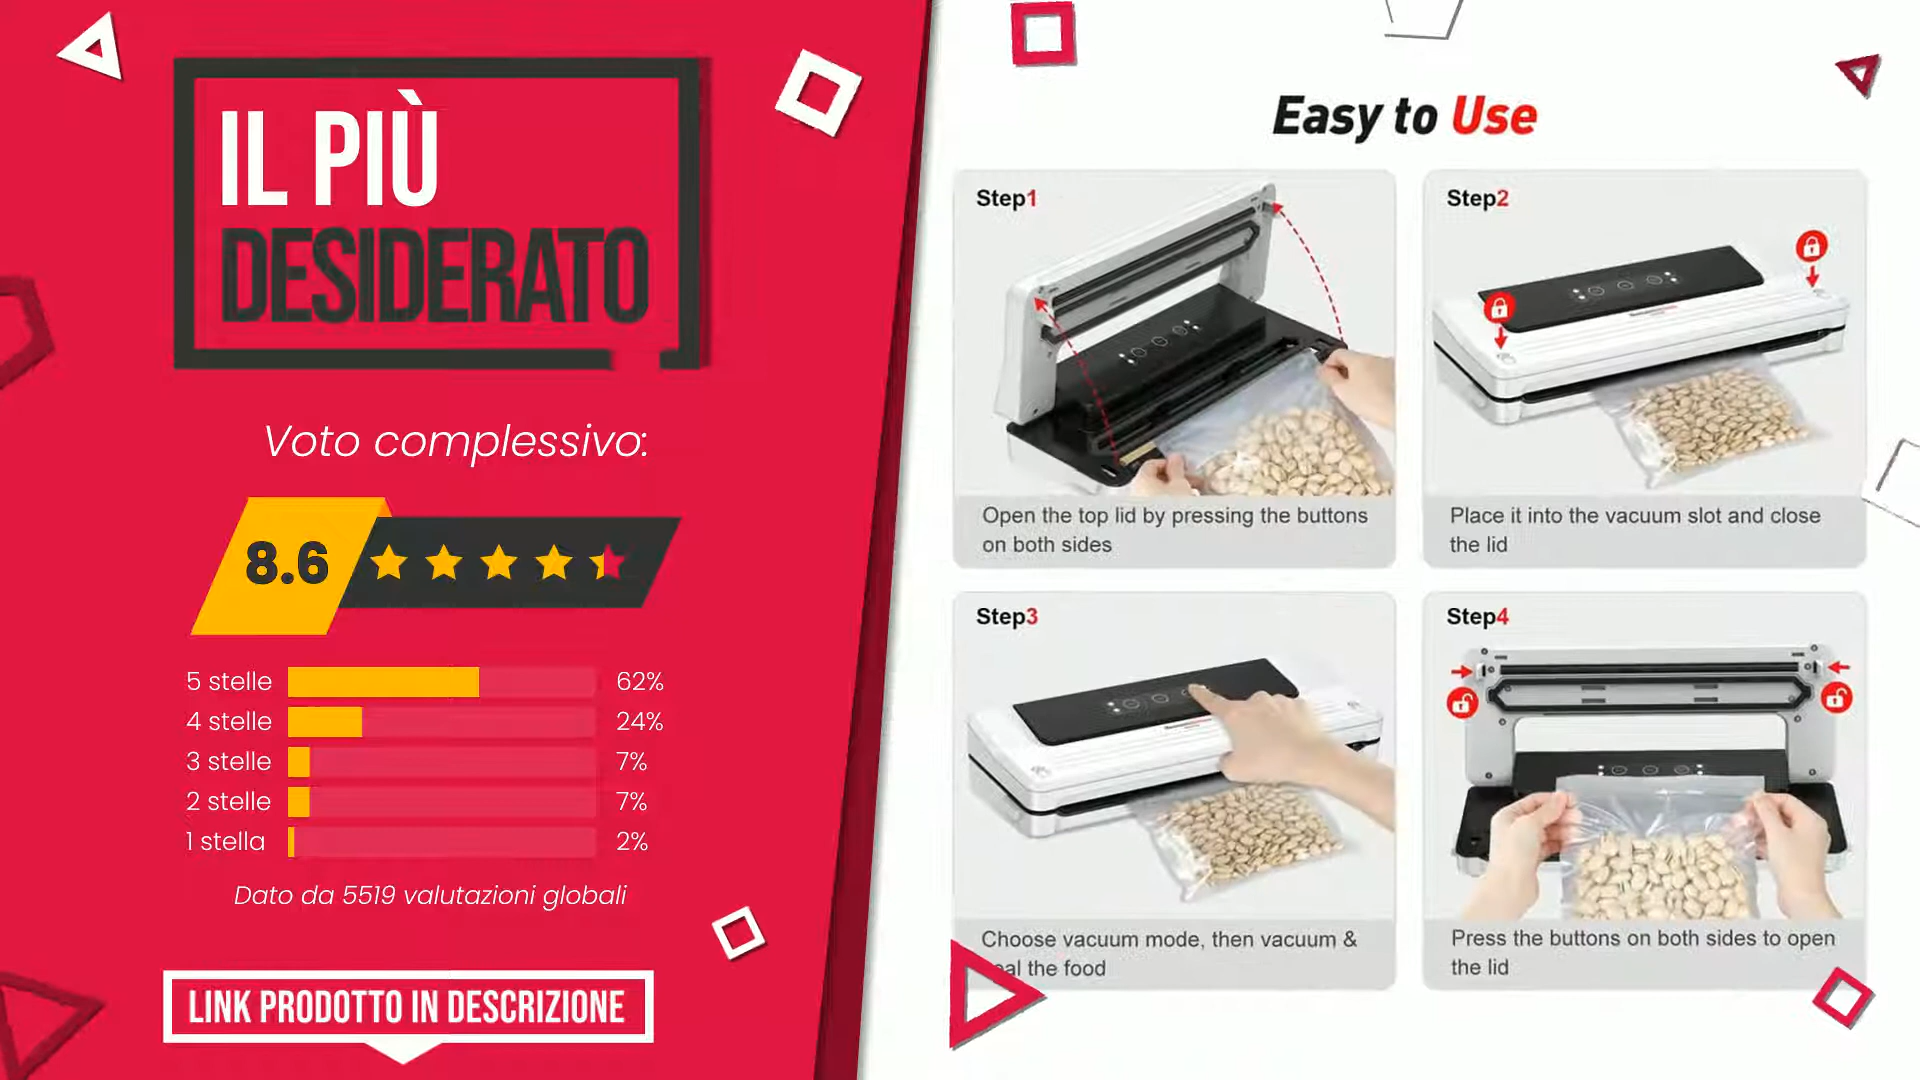 IL PIÙ
DESIDERATO
Voto complessivo:
8.6
5 stelle 62%
4 stelle 24%
3 stelle 7%
2 stelle 7%
1 stella 2%
Dato da 5519 valutazioni globali
LINK PRODOTTO IN DESCRIZIONE
Easy to Use
Step1
Open the top lid by pressing the buttons
on both sides
Step2
Place it into the vacuum slot and close
the lid
Step3
Choose vacuum mode, then vacuum &
the food
Step4
Press the buttons on both sides to open
the lid